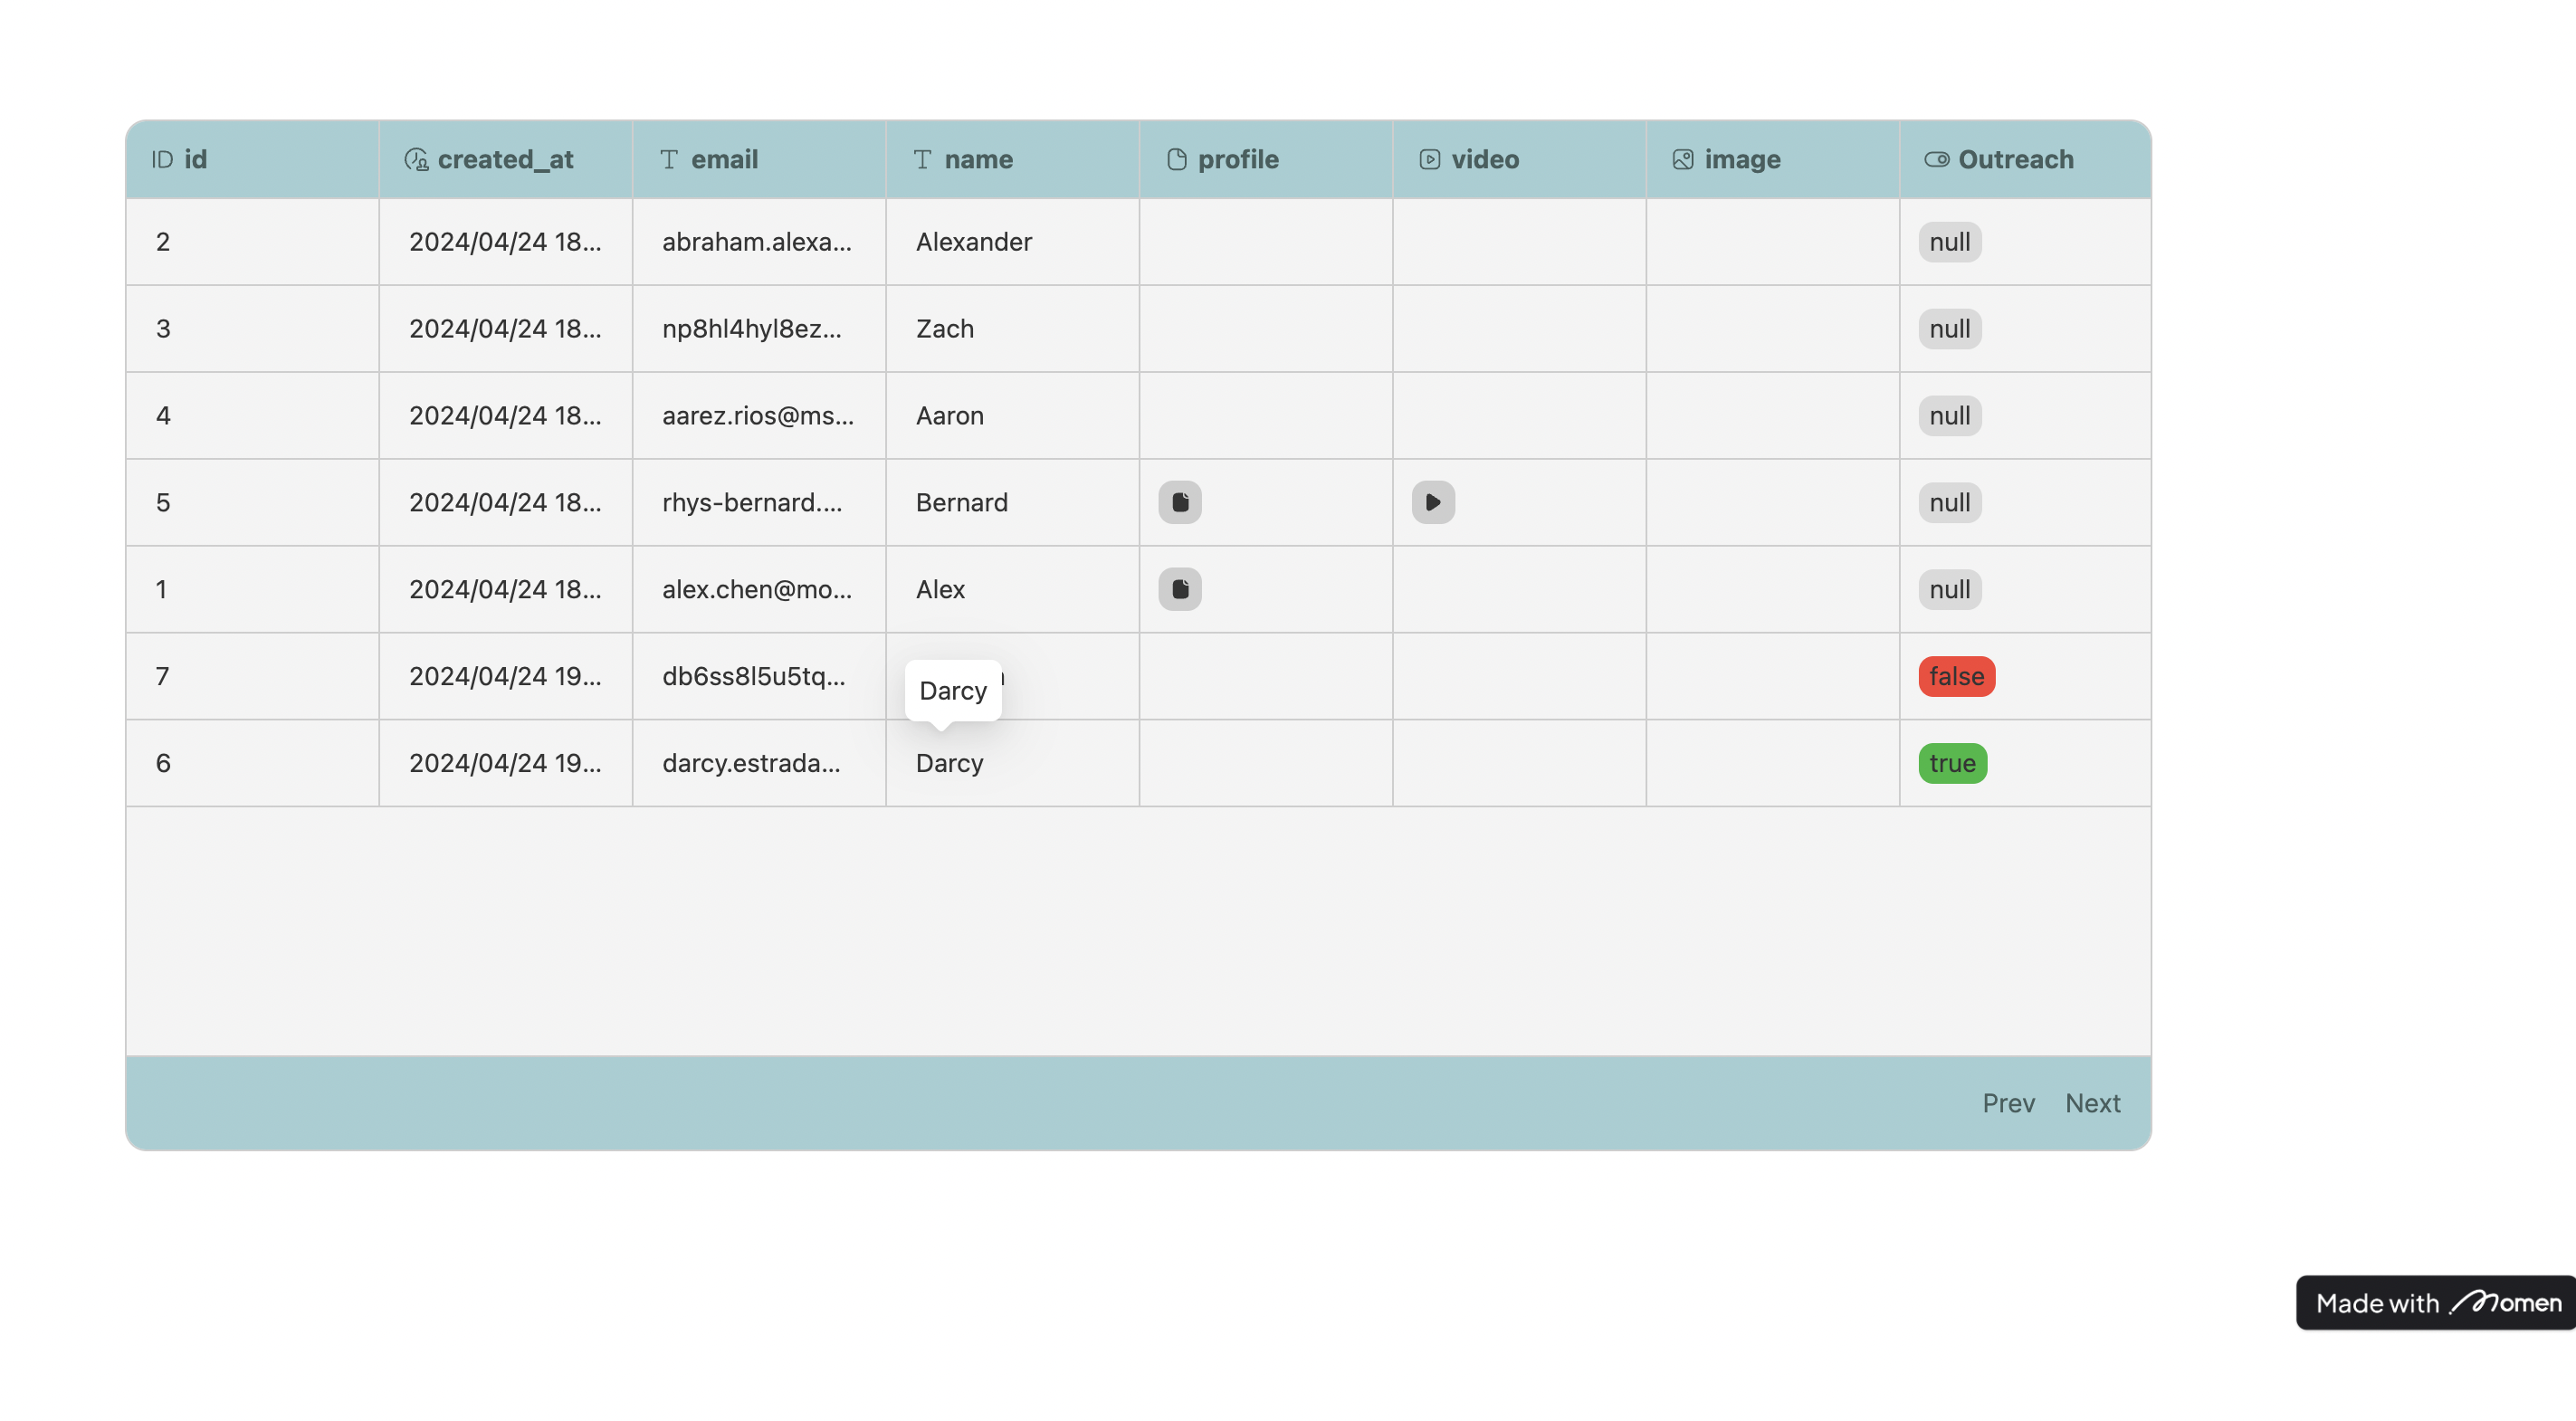 id created_at email name profile video image Outreach
2 2024/04/24 18... abraham.alexa... Alexander null
3 2024/04/24 18... np8hl4hyl8ez... Zach null
4 2024/04/24 18... aarez.rios@ms... Aaron null
5 2024/04/24 18... rhys-bernard.... Bernard null
1 2024/04/24 18... alex.chen@mo... Alex null
7 2024/04/24 19... db6ss8l5u5tq... false
Darcy
6 2024/04/24 19... darcy.estrada... Darcy true
Prev Next
Made with Momen